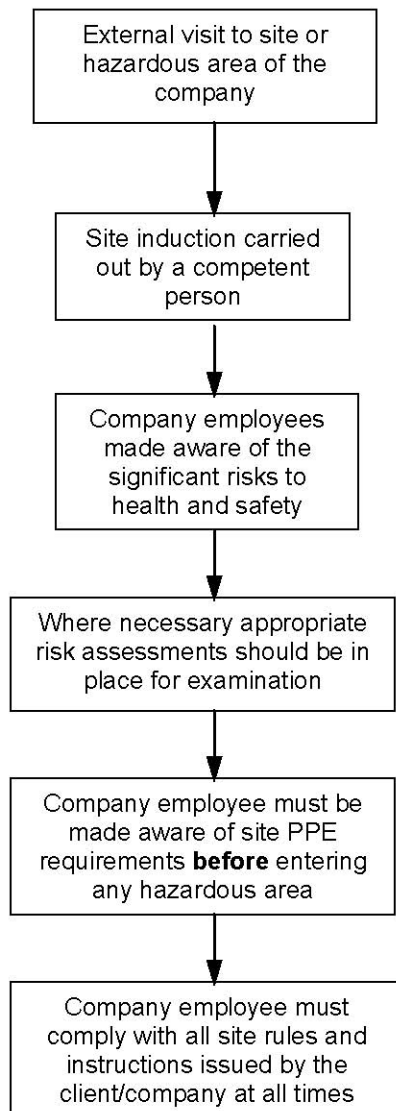 External visit to site or
hazardous area of the
company
Site induction carried
out by a competent
person
Company employees
made aware of the
significant risks to
health and safety
Where necessary appropriate
risk assessments should be in
place for examination
Company employee must be
made aware of site PPE
requirements before entering
any hazardous area
Company employee must
comply with all site rules and
instructions issued by the
client/company at all times